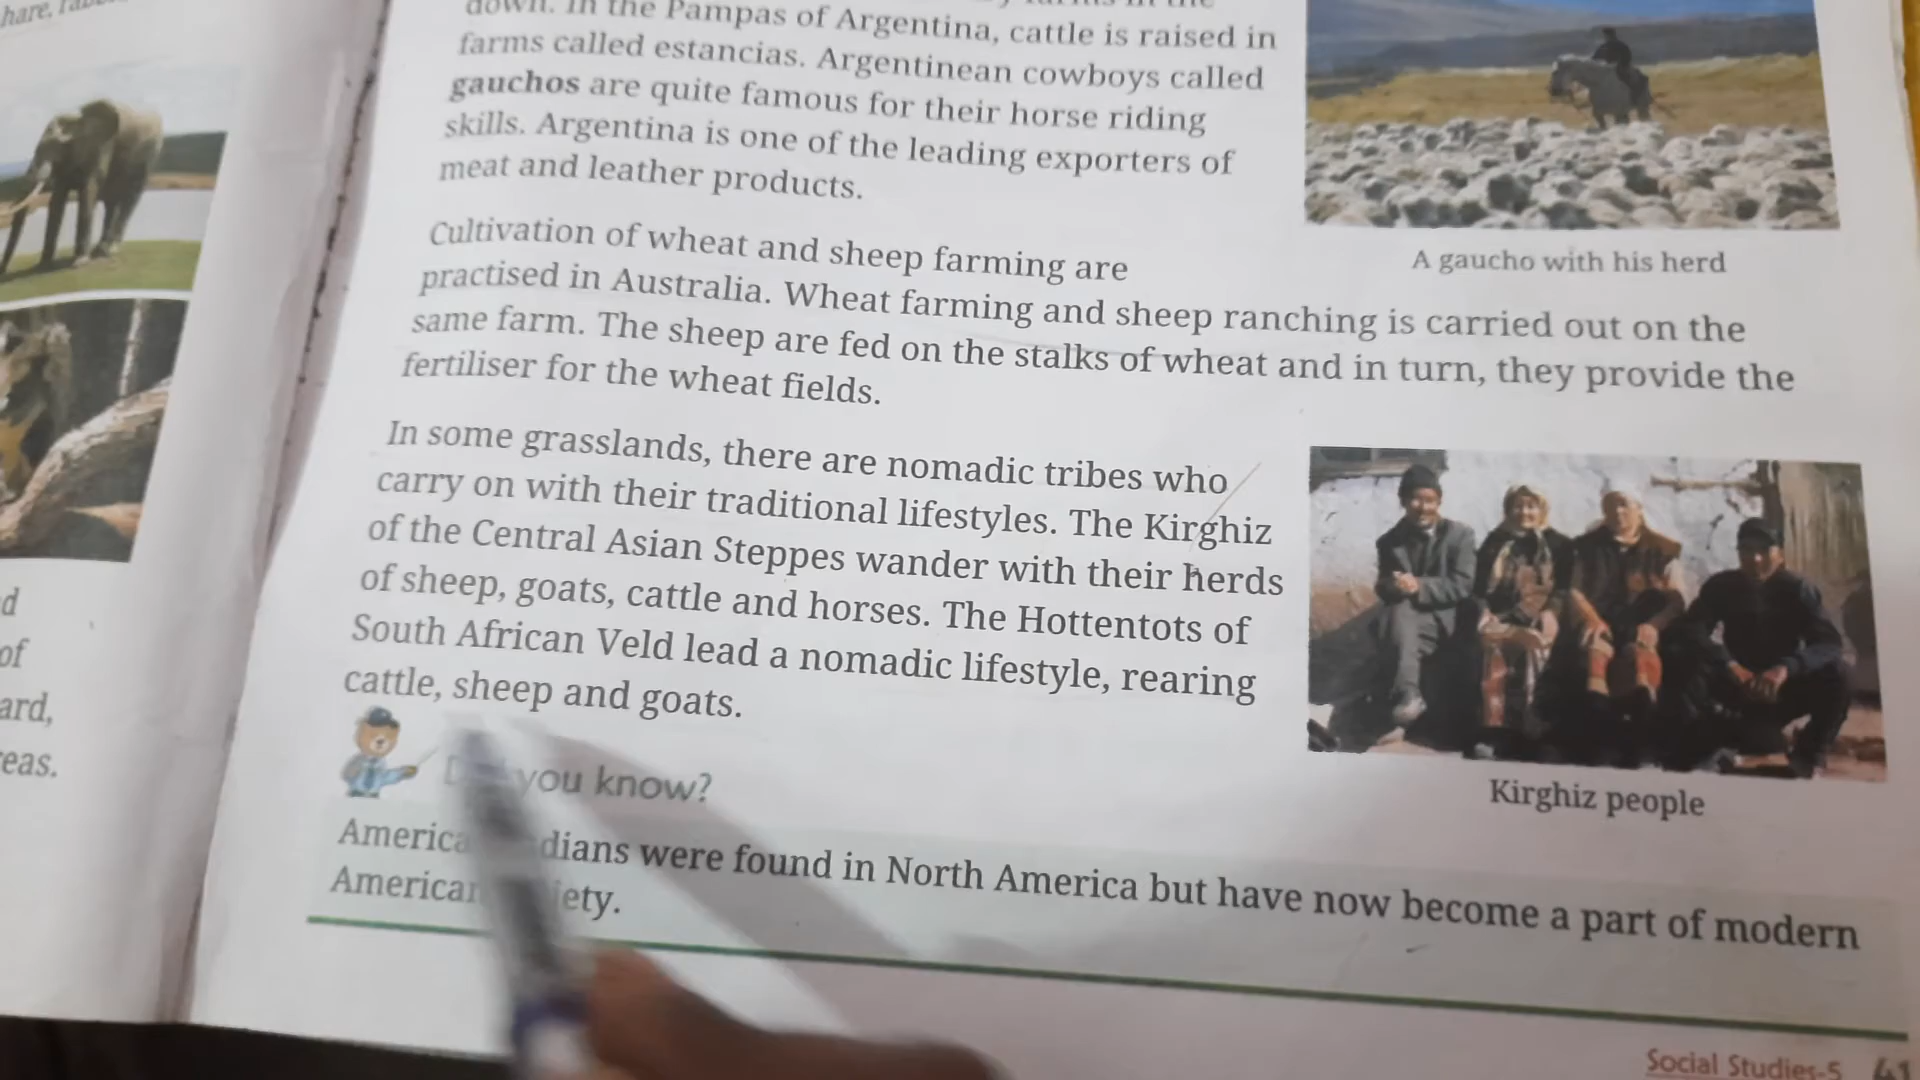 hare,
down. In the Pampas of Argentina, cattle is raised in
farms called estancias. Argentinean cowboys called
gauchos are quite famous for their horse riding
skills. Argentina is one of the leading exporters of
meat and leather products.
A gaucho with his herd
Cultivation of wheat and sheep farming are
practised in Australia. Wheat farming and sheep ranching is carried out on the
same farm. The sheep are fed on the stalks of wheat and in turn, they provide the
fertiliser for the wheat fields.
In some grasslands, there are nomadic tribes who
carry on with their traditional lifestyles. The Kirghiz
of the Central Asian Steppes wander with their herds
of sheep, goats, cattle and horses. The Hottentots of
South African Veld lead a nomadic lifestyle, rearing
cattle, sheep and goats.
Kirghiz people
you know?
were found in North America but have now become a part of modern
American
Social Studies-5 41
d
of
ard,
eas.